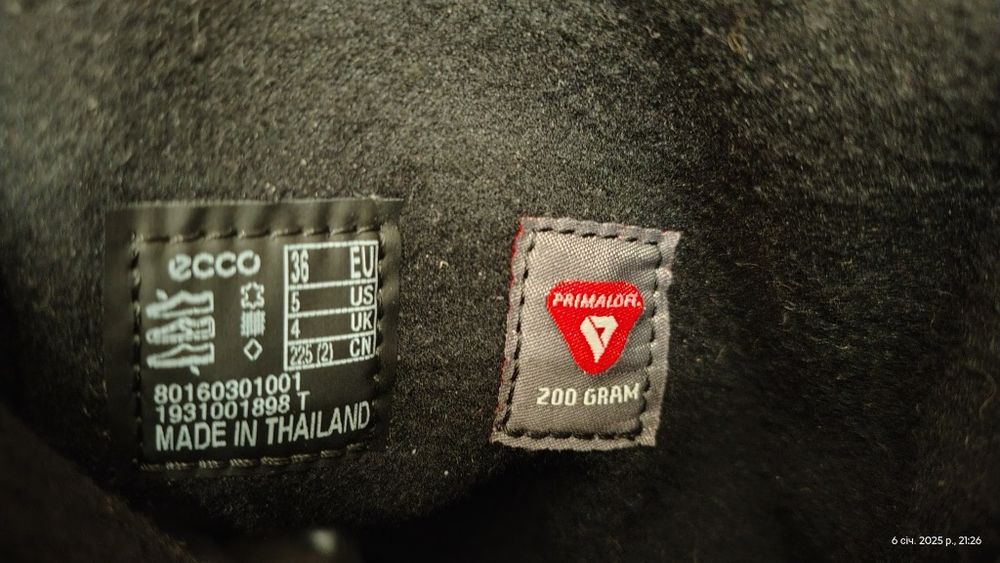 ecco
36 EU
5 US
4 UK
225 (2) CN
80160301001
1931001898 T
MADE IN THAILAND
PRIMALOFT.
200 GRAM
6 січ. 2025 р., 21:26